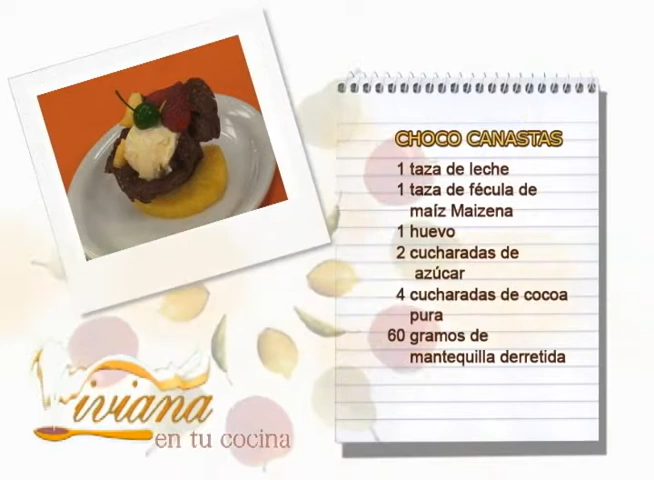 CHOCO CANASTAS
1 taza de leche
1 taza de fécula de
maíz Maizena
1 huevo
2 cucharadas de
azúcar
4 cucharadas de cocoa
pura
60 gramos de
mantequilla derretida
Viviana
en tu cocina